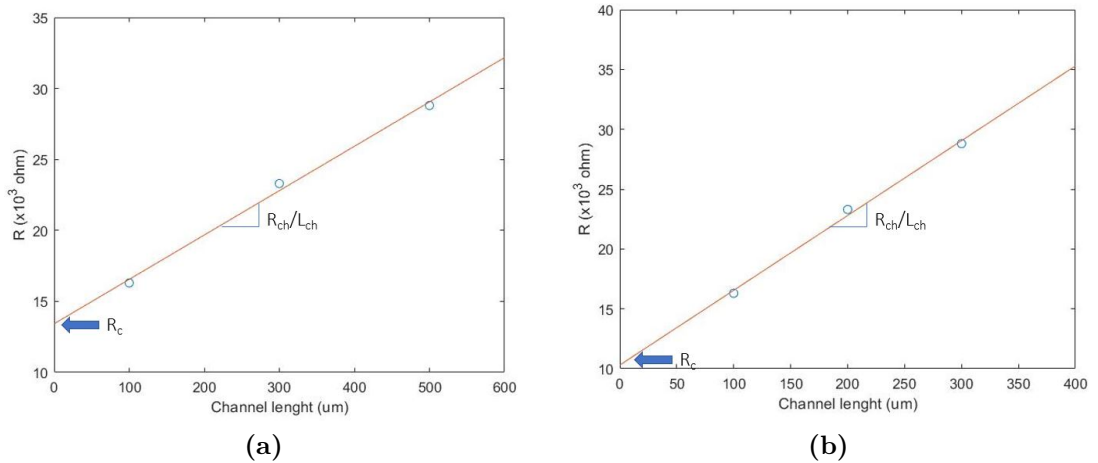 35
30
25
20
15
10
R (x10³ ohm)
R_ch/L_ch
R_c
0 100 200 300 400 500 600
Channel lenght (um)
(a)
40
35
30
25
20
15
10
R (x10³ ohm)
R_ch/L_ch
R_c
0 50 100 150 200 250 300 350 400
Channel lenght (um)
(b)